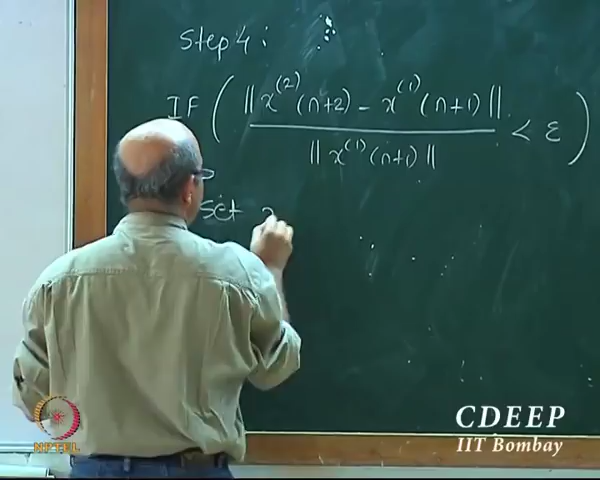 Step 4 :
IF ( || x^(2) (n+2) - x^(1) (n+1) || / || x^(1) (n+1) || < ε )
set
NPTEL
CDEEP
IIT Bombay